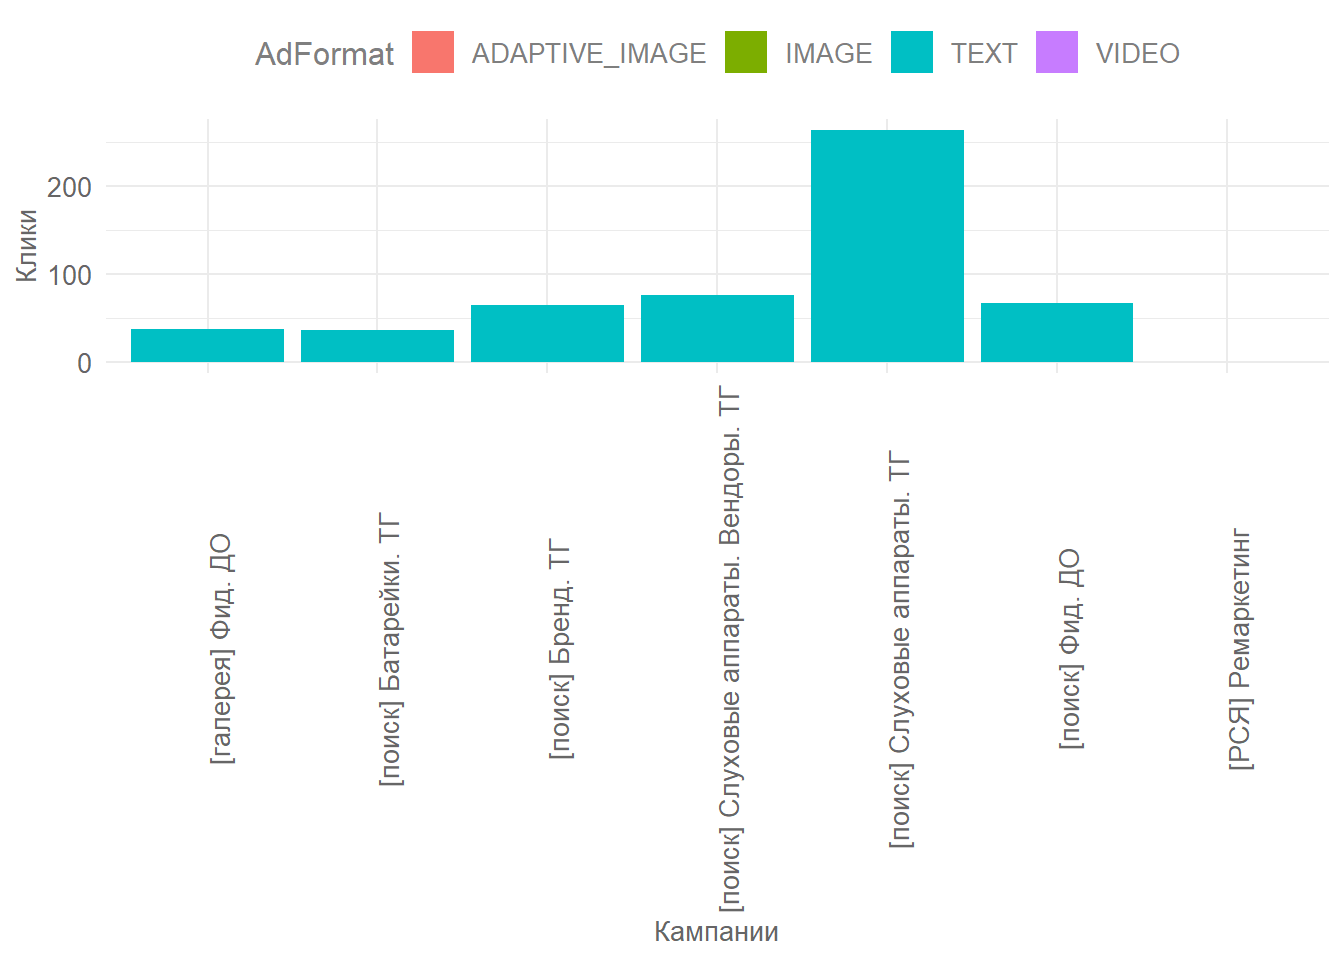 AdFormat ADAPTIVE_IMAGE IMAGE TEXT VIDEO
Клики
200
100
0
[галерея] Фид. ДО
[поиск] Батарейки. ТГ
[поиск] Бренд. ТГ
[поиск] Слуховые аппараты. Вендоры. ТГ
[поиск] Слуховые аппараты. ТГ
[поиск] Фид. ДО
[РСЯ] Ремаркетинг
Кампании